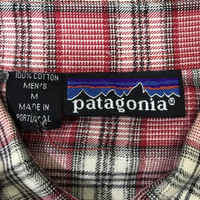 100% COTTON
MEN'S
M
MADE IN
PORTUGAL
patagonia®